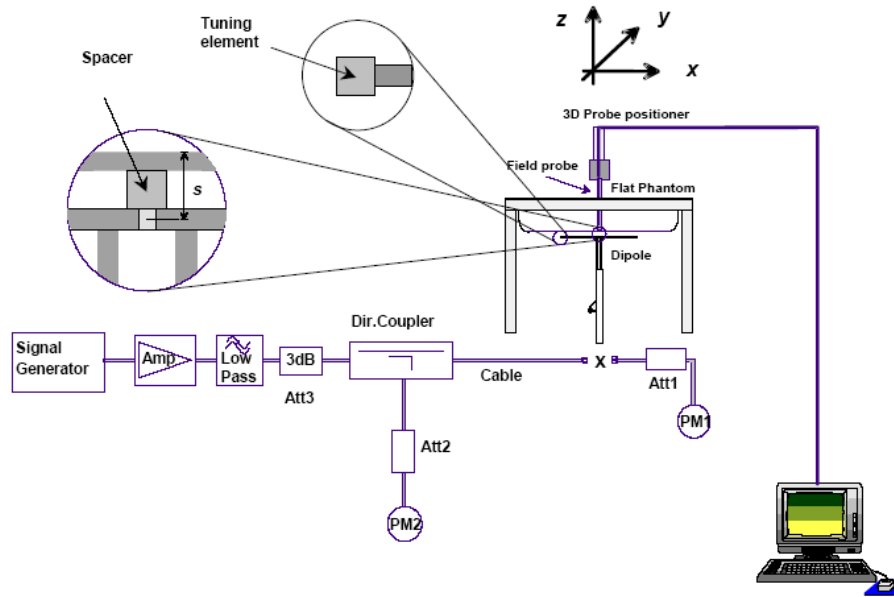 Tuning
element
Spacer
s
z
y
x
3D Probe positioner
Field probe
Flat Phantom
Dipole
Dir.Coupler
Signal
Generator
Amp
Low
Pass
3dB
Att3
Cable
X
Att1
PM1
Att2
PM2